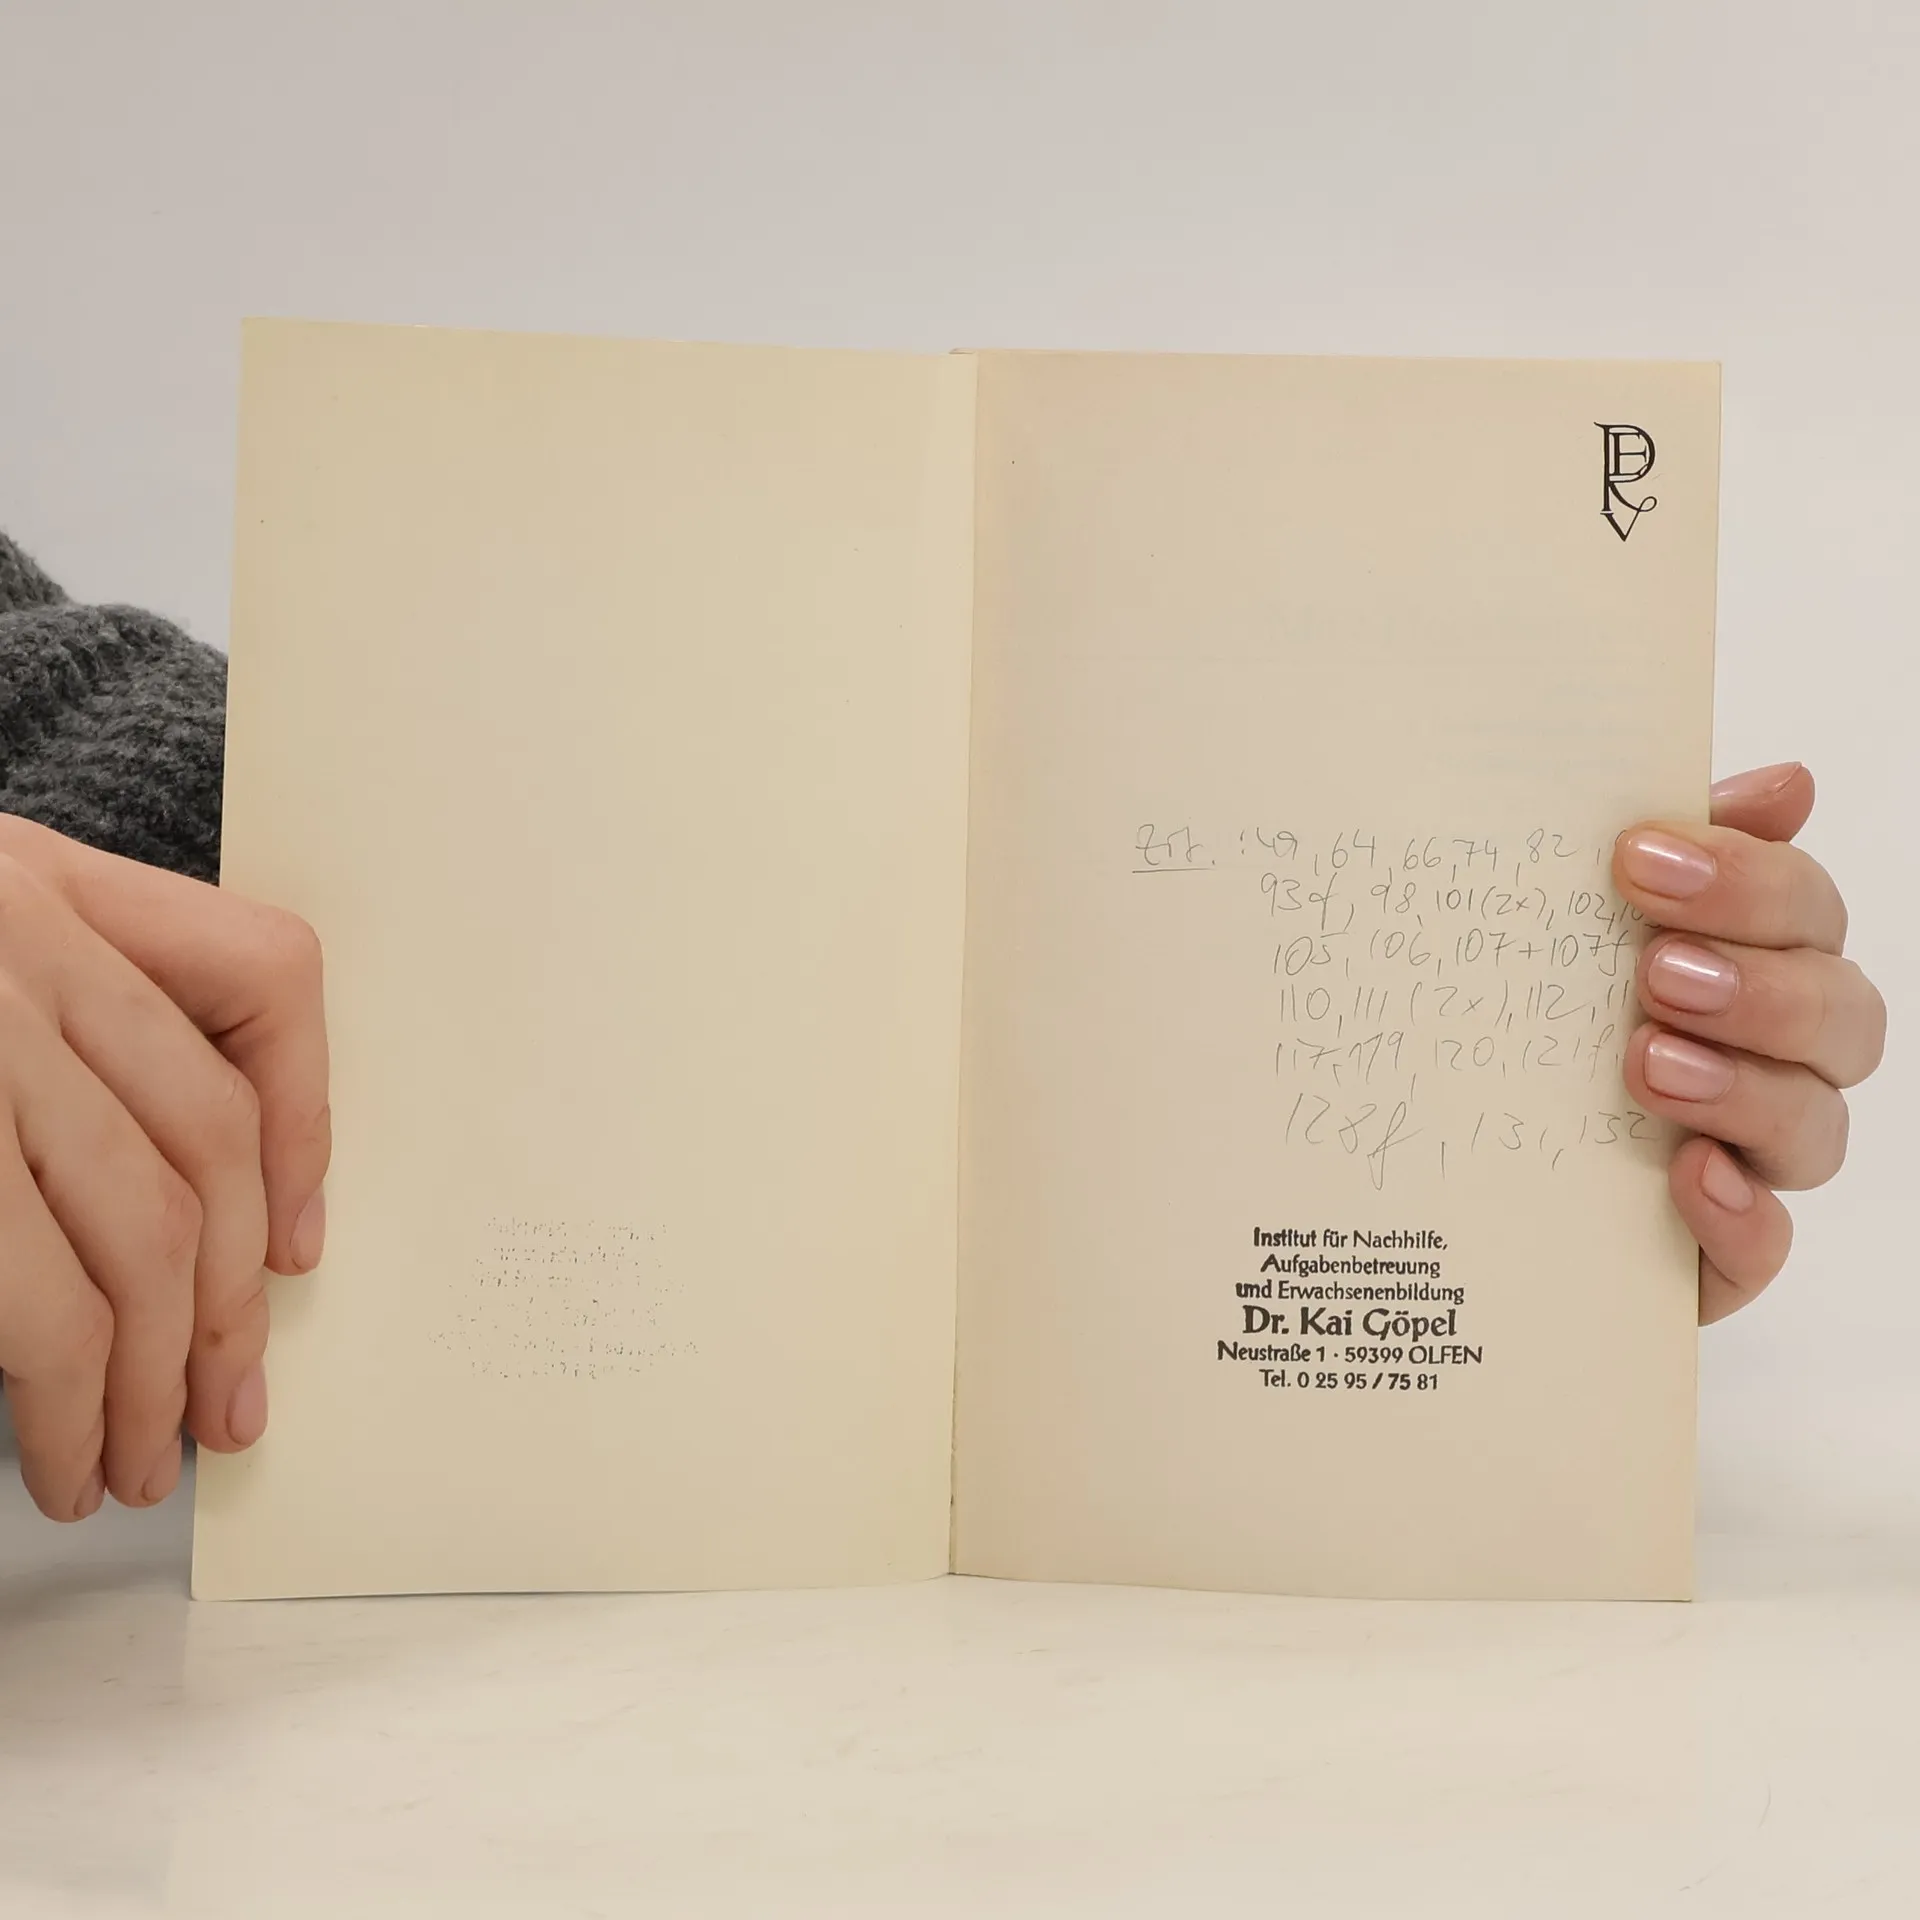 Zit. : 49, 64, 66, 74, 82,
93f, 98, 101(2x), 102,
105, 106, 107+107f
110, 111 (2x), 112, 11
117, 119, 120, 121f,
128f, 131, 132
Institut für Nachhilfe,
Aufgabenbetreuung
und Erwachsenenbildung
Dr. Kai Göpel
Neustraße 1 · 59399 OLFEN
Tel. 0 25 95 / 75 81